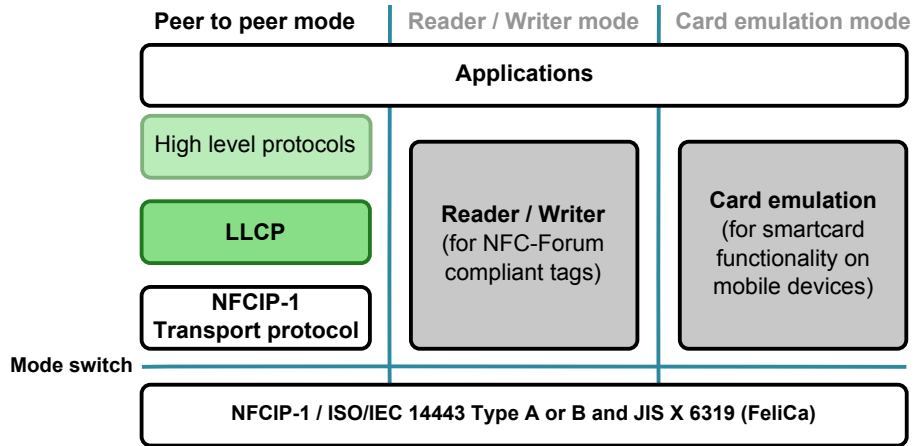 Peer to peer mode
Reader / Writer mode
Card emulation mode
Applications
High level protocols
LLCP
NFCIP-1
Transport protocol
Reader / Writer
(for NFC-Forum
compliant tags)
Card emulation
(for smartcard
functionality on
mobile devices)
Mode switch
NFCIP-1 / ISO/IEC 14443 Type A or B and JIS X 6319 (FeliCa)